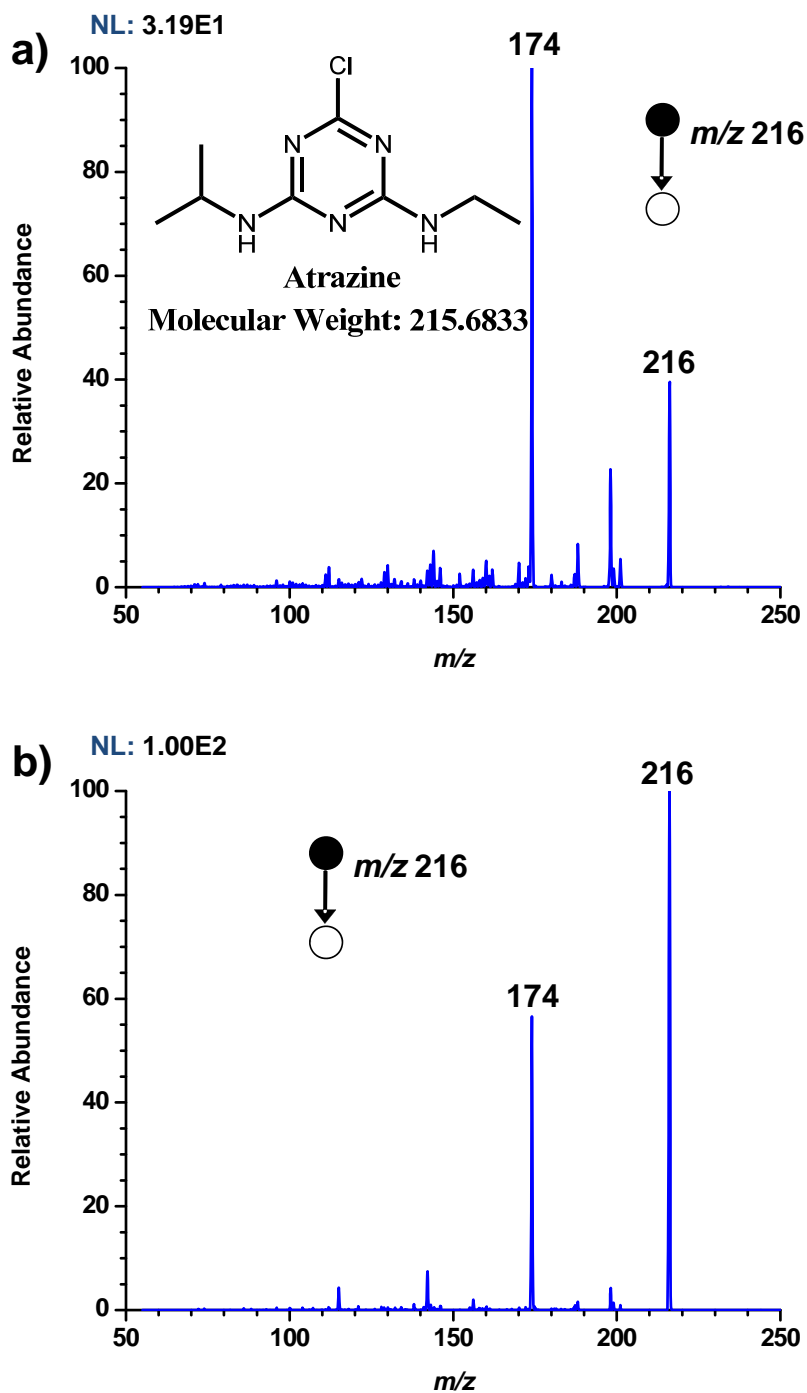 a)
NL: 3.19E1
174
100
Cl
N
N
m/z 216
80
N
H
N
N
H
60
Atrazine
Molecular Weight: 215.6833
216
40
20
0
Relative Abundance
50
100
150
200
250
m/z
b)
NL: 1.00E2
216
100
m/z 216
80
174
60
40
20
0
Relative Abundance
50
100
150
200
250
m/z